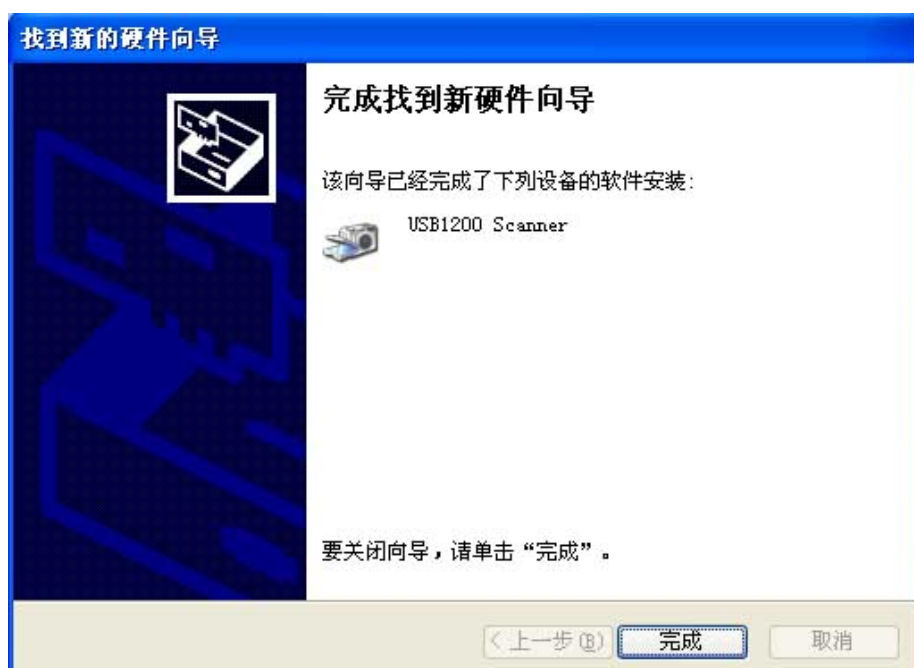 找到新的硬件向导
完成找到新硬件向导
该向导已经完成了下列设备的软件安装:
USB1200 Scanner
要关闭向导,请单击“完成”。
<上一步(B) 完成 取消